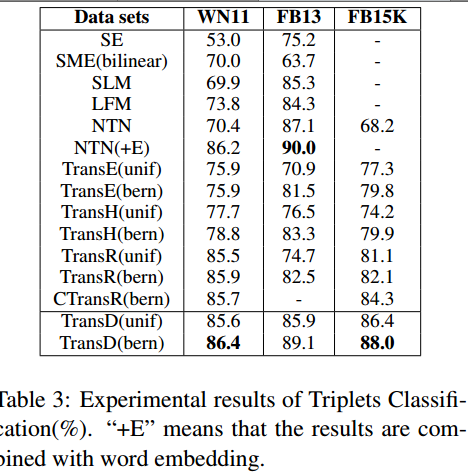 Data sets WN11 FB13 FB15K
SE 53.0 75.2 -
SME(bilinear) 70.0 63.7 -
SLM 69.9 85.3 -
LFM 73.8 84.3 -
NTN 70.4 87.1 68.2
NTN(+E) 86.2 90.0 -
TransE(unif) 75.9 70.9 77.3
TransE(bern) 75.9 81.5 79.8
TransH(unif) 77.7 76.5 74.2
TransH(bern) 78.8 83.3 79.9
TransR(unif) 85.5 74.7 81.1
TransR(bern) 85.9 82.5 82.1
CTransR(bern) 85.7 - 84.3
TransD(unif) 85.6 85.9 86.4
TransD(bern) 86.4 89.1 88.0
Table 3: Experimental results of Triplets Classifi-
cation(%). “+E” means that the results are com-
bined with word embedding.